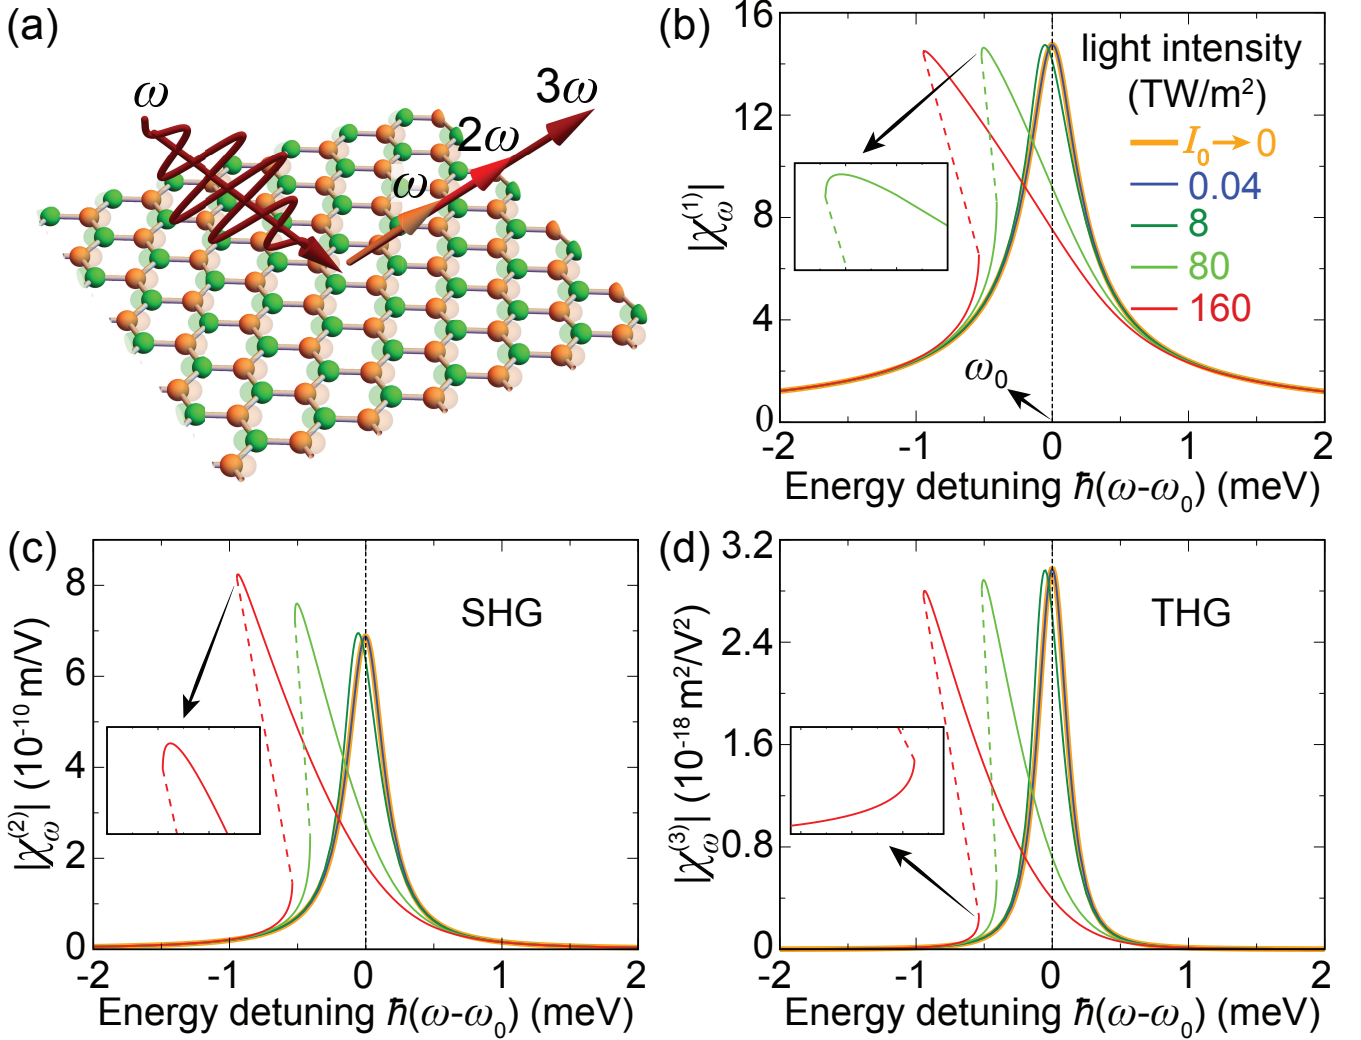 (a)
ω
ω
2ω
3ω
(b)
|χω(1)|
16
12
8
4
0
light intensity
(TW/m²)
I₀→0
0.04
8
80
160
ω₀
-2 -1 0 1 2
Energy detuning ℏ(ω-ω₀) (meV)
(c)
|χω(2)| (10⁻¹⁰ m/V)
8
6
4
2
0
SHG
-2 -1 0 1 2
Energy detuning ℏ(ω-ω₀) (meV)
(d)
|χω(3)| (10⁻¹⁸ m²/V²)
3.2
2.4
1.6
0.8
0
THG
-2 -1 0 1 2
Energy detuning ℏ(ω-ω₀) (meV)